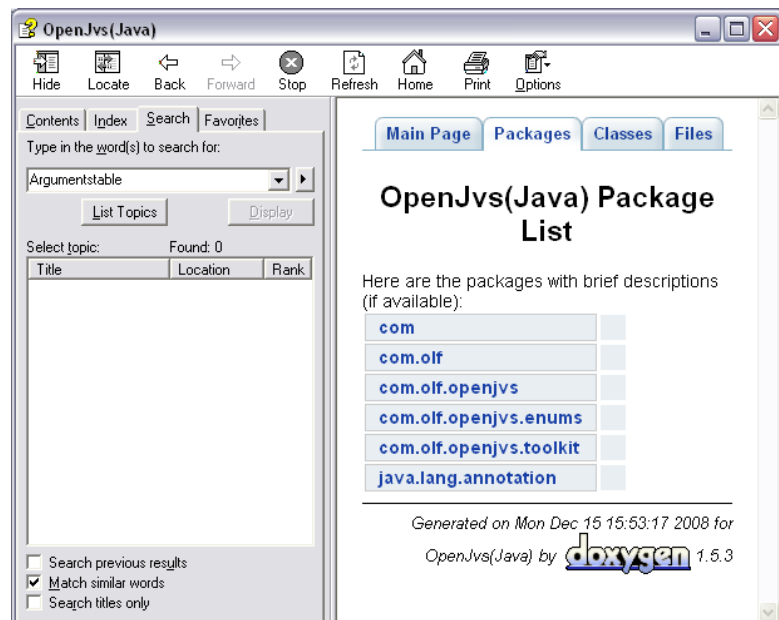 OpenJvs(Java)
Hide Locate Back Forward Stop Refresh Home Print Options
Contents Index Search Favorites
Type in the word(s) to search for:
Argumentstable
List Topics Display
Select topic: Found: 0
Title Location Rank
Search previous results
Match similar words
Search titles only
Main Page Packages Classes Files
OpenJvs(Java) Package
List
Here are the packages with brief descriptions
(if available):
com
com.olf
com.olf.openjvs
com.olf.openjvs.enums
com.olf.openjvs.toolkit
java.lang.annotation
Generated on Mon Dec 15 15:53:17 2008 for
OpenJvs(Java) by doxygen 1.5.3